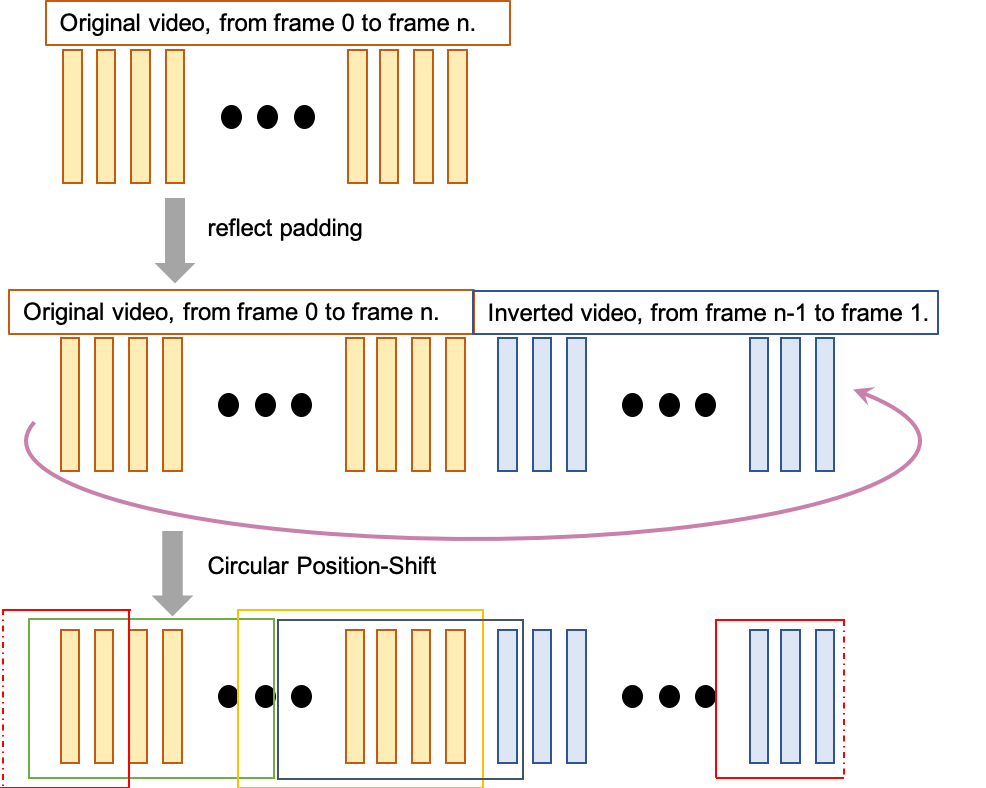 Original video, from frame 0 to frame n.
reflect padding
Original video, from frame 0 to frame n.
Inverted video, from frame n-1 to frame 1.
Circular Position-Shift